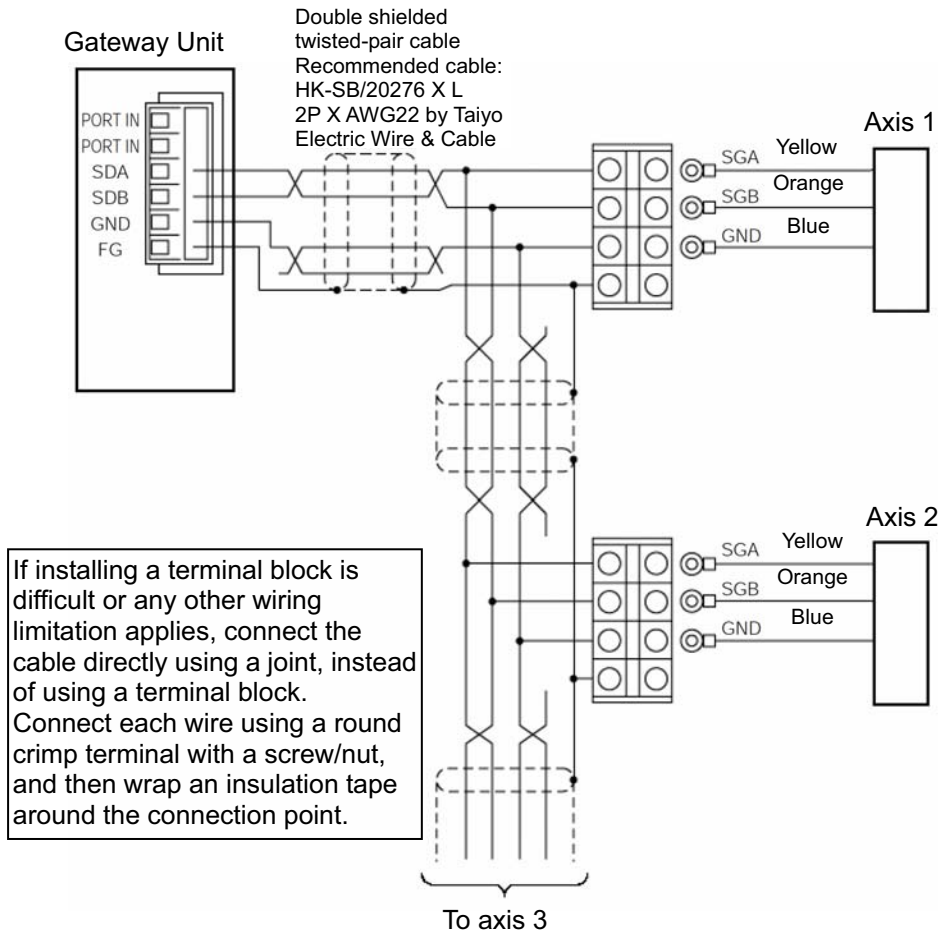 Double shielded
twisted-pair cable
Recommended cable:
HK-SB/20276 X L
2P X AWG22 by Taiyo
Electric Wire & Cable
Gateway Unit
PORT IN
PORT IN
SDA
SDB
GND
FG
Axis 1
SGA Yellow
Orange
SGB
GND Blue
Axis 2
SGA Yellow
Orange
SGB
GND Blue
If installing a terminal block is
difficult or any other wiring
limitation applies, connect the
cable directly using a joint, instead
of using a terminal block.
Connect each wire using a round
crimp terminal with a screw/nut,
and then wrap an insulation tape
around the connection point.
To axis 3